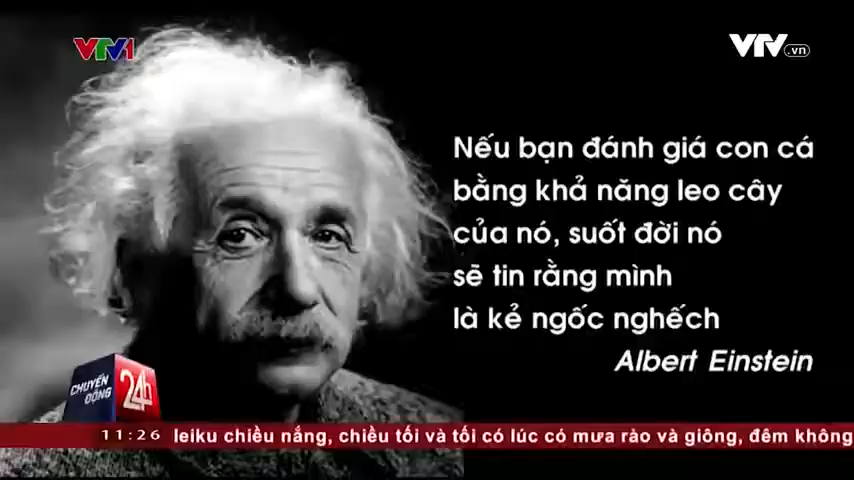 VTV1
VTV.vn
Nếu bạn đánh giá con cá
bằng khả năng leo cây
của nó, suốt đời nó
sẽ tin rằng mình
là kẻ ngốc nghếch
Albert Einstein
CHUYỂN
ĐỘNG
24h
11:26 leiku chiều nắng, chiều tối và tối có lúc có mưa rào và giông, đêm không